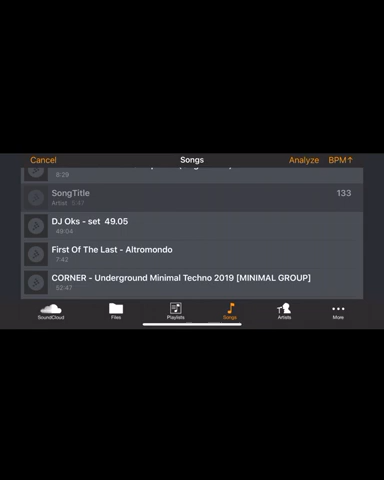 Cancel Songs Analyze BPM↑
8:29
SongTitle 133
Artist 5:47
DJ Oks - set 49.05
49:04
First Of The Last - Altromondo
7:42
CORNER - Underground Minimal Techno 2019 [MINIMAL GROUP]
52:47
SoundCloud Files Playlists Songs Artists More